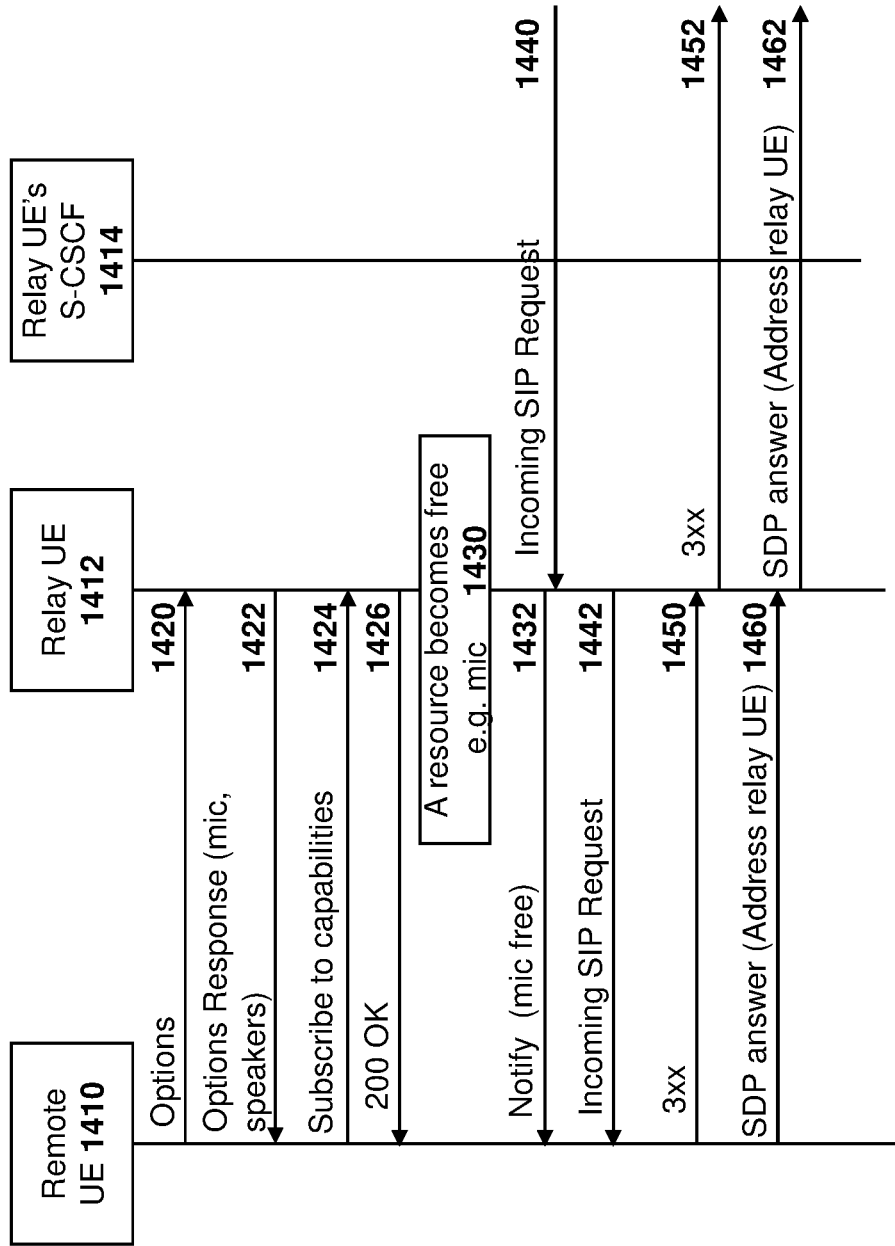 Remote
UE 1410
Relay UE
1412
Relay UE's
S-CSCF
1414
Options
1420
Options Response (mic,
speakers)
1422
Subscribe to capabilities
1424
200 OK
1426
A resource becomes free
e.g. mic 1430
Notify (mic free)
1432
Incoming SIP Request
1440
Incoming SIP Request
1442
3xx
1450
3xx
1452
SDP answer (Address relay UE) 1460
SDP answer (Address relay UE)
1462